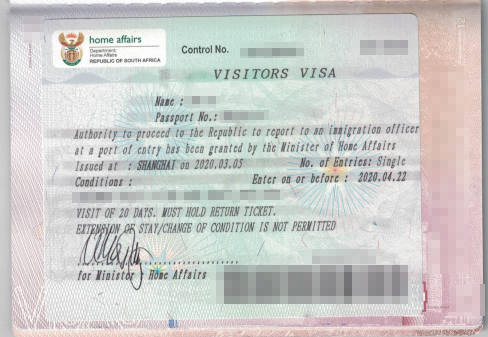 home affairs
Department:
Home Affairs
REPUBLIC OF SOUTH AFRICA
Control No.
VISITORS VISA
Name :
Passport No.:
Authority to proceed to the Republic to report to an immigration officer
at a port of entry has been granted by the Minister of Home Affairs
Issued at : SHANGHAI on 2020.03.05 No. of Entries: Single
Conditions : Enter on or before : 2020.04.22
VISIT OF 20 DAYS. MUST HOLD RETURN TICKET.
EXTENSION OF STAY/CHANGE OF CONDITION IS NOT PERMITTED
for Minister : Home Affairs